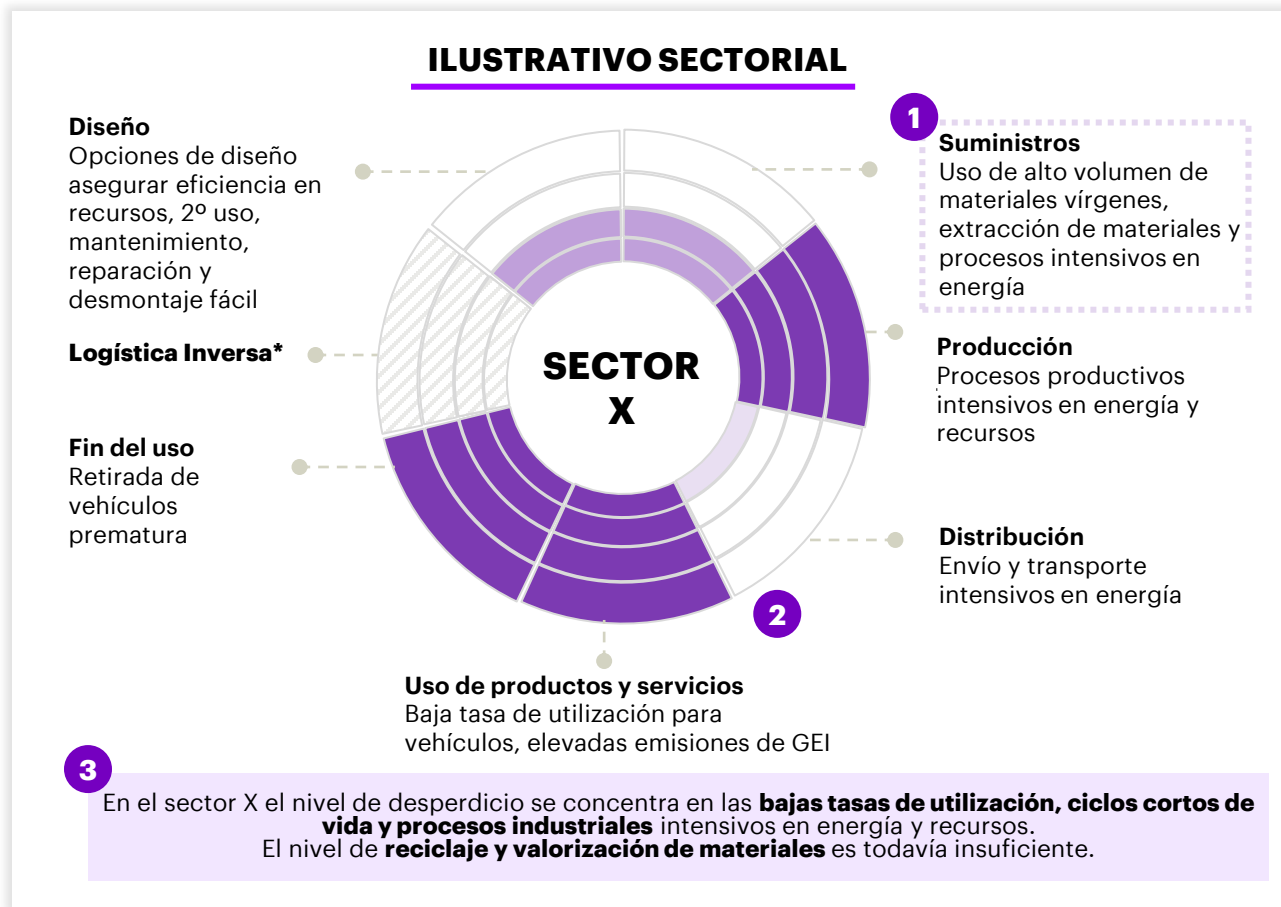 ILUSTRATIVO SECTORIAL
Diseño
Opciones de diseño
asegurar eficiencia en
recursos, 2º uso,
mantenimiento,
reparación y
desmontaje fácil
Logística Inversa*
Fin del uso
Retirada de
vehículos
prematura
SECTOR
X
1
Suministros
Uso de alto volumen de
materiales vírgenes,
extracción de materiales y
procesos intensivos en
energía
Producción
Procesos productivos
intensivos en energía y
recursos
Distribución
Envío y transporte
intensivos en energía
2
Uso de productos y servicios
Baja tasa de utilización para
vehículos, elevadas emisiones de GEI
3
En el sector X el nivel de desperdicio se concentra en las bajas tasas de utilización, ciclos cortos de
vida y procesos industriales intensivos en energía y recursos.
El nivel de reciclaje y valorización de materiales es todavía insuficiente.